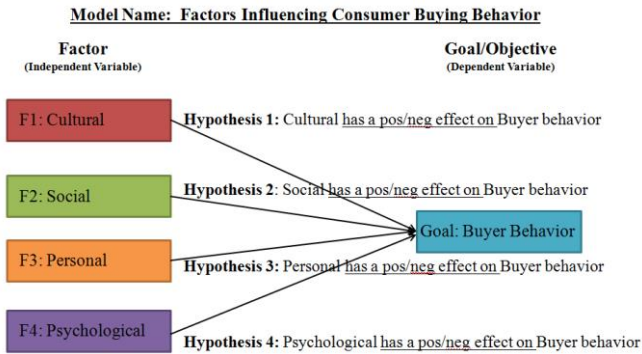 Model Name:  Factors Influencing Consumer Buying Behavior
Factor
(Independent Variable)
Goal/Objective
(Dependent Variable)
F1: Cultural
Hypothesis 1: Cultural has a pos/neg effect on Buyer behavior
F2: Social
Hypothesis 2: Social has a pos/neg effect on Buyer behavior
Goal: Buyer Behavior
F3: Personal
Hypothesis 3: Personal has a pos/neg effect on Buyer behavior
F4: Psychological
Hypothesis 4: Psychological has a pos/neg effect on Buyer behavior